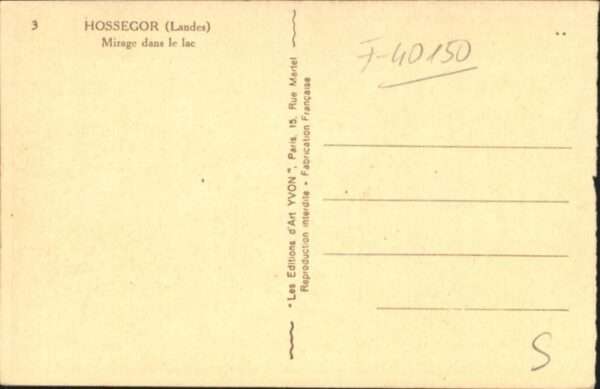 3
HOSSEGOR (Landes)
Mirage dans le lac
"Les Editions d'Art YVON", Paris, 15, Rue Martel
Reproduction interdite - Fabrication Française
F-40150
S